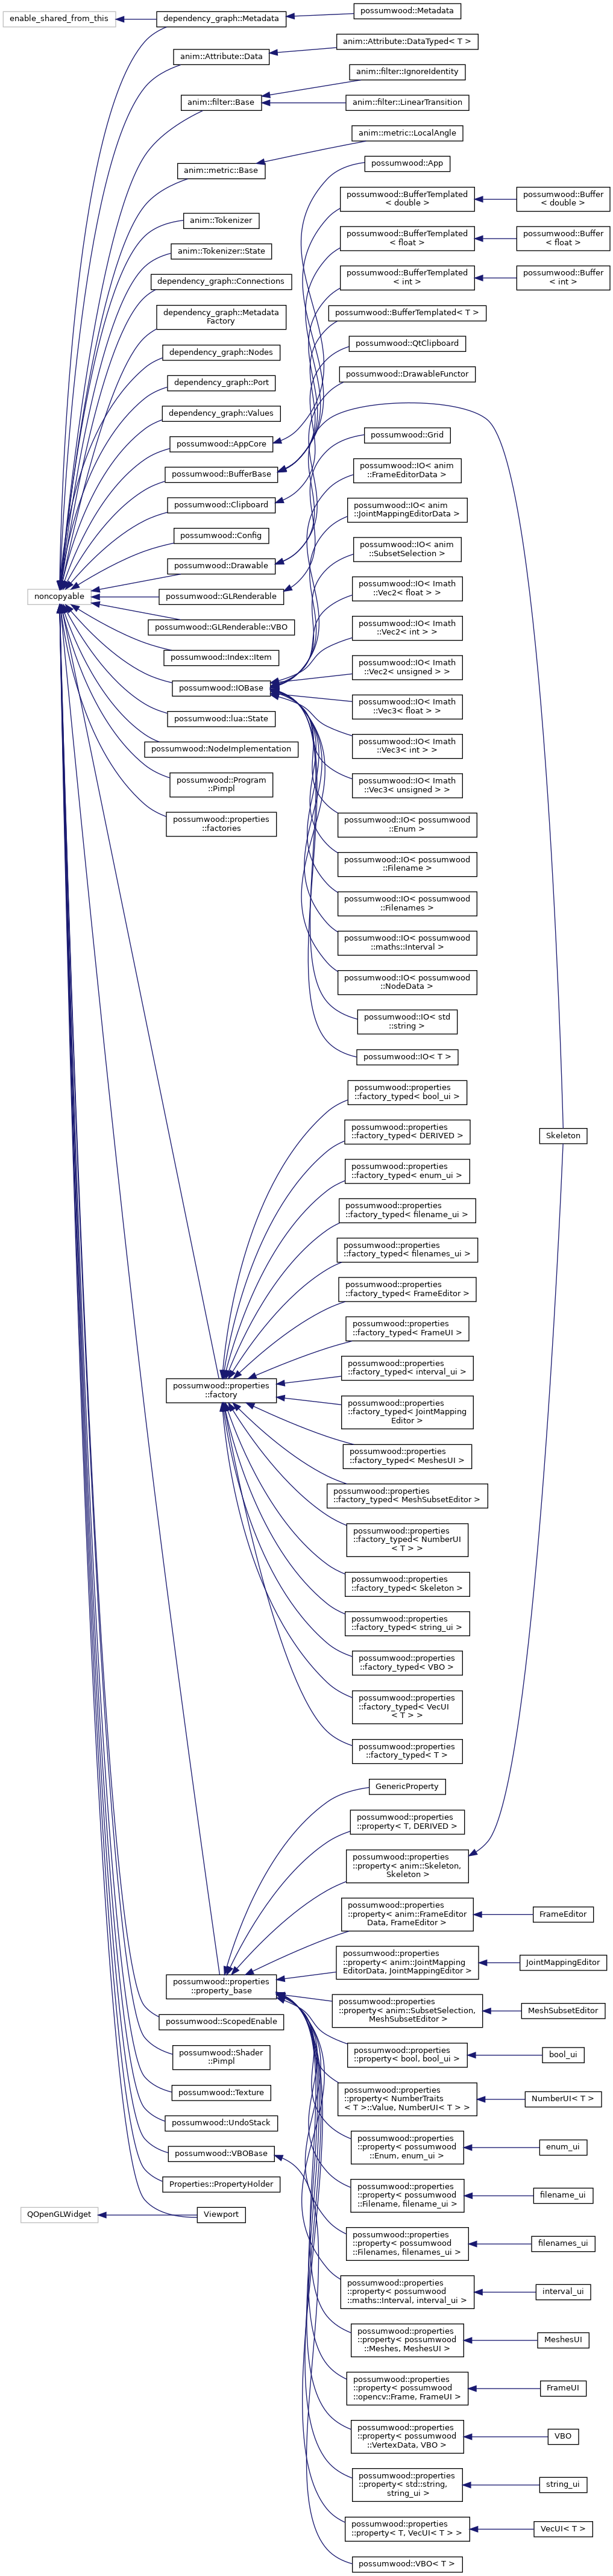 enable_shared_from_this
dependency_graph::Metadata
possumwood::Metadata
anim::Attribute::Data
anim::Attribute::DataTyped< T >
anim::filter::Base
anim::filter::IgnoreIdentity
anim::filter::LinearTransition
anim::metric::Base
anim::metric::LocalAngle
possumwood::App
possumwood::BufferTemplated
< double >
possumwood::Buffer
< double >
anim::Tokenizer
possumwood::BufferTemplated
< float >
possumwood::Buffer
< float >
anim::Tokenizer::State
dependency_graph::Connections
possumwood::BufferTemplated
< int >
possumwood::Buffer
< int >
dependency_graph::Metadata
Factory
possumwood::BufferTemplated< T >
dependency_graph::Nodes
possumwood::QtClipboard
dependency_graph::Port
possumwood::DrawableFunctor
dependency_graph::Values
possumwood::AppCore
possumwood::Grid
possumwood::BufferBase
possumwood::IO< anim
::FrameEditorData >
possumwood::Clipboard
possumwood::IO< anim
::JointMappingEditorData >
possumwood::Config
possumwood::IO< anim
::SubsetSelection >
possumwood::Drawable
noncopyable
possumwood::GLRenderable
possumwood::IO< Imath
::Vec2< float > >
possumwood::GLRenderable::VBO
possumwood::IO< Imath
::Vec2< int > >
possumwood::Index::Item
possumwood::IO< Imath
::Vec2< unsigned > >
possumwood::IOBase
possumwood::IO< Imath
::Vec3< float > >
possumwood::lua::State
possumwood::NodeImplementation
possumwood::IO< Imath
::Vec3< int > >
possumwood::Program
::Pimpl
possumwood::IO< Imath
::Vec3< unsigned > >
possumwood::properties
::factories
possumwood::IO< possumwood
::Enum >
possumwood::IO< possumwood
::Filename >
possumwood::IO< possumwood
::Filenames >
possumwood::IO< possumwood
::maths::Interval >
possumwood::IO< possumwood
::NodeData >
possumwood::IO< std
::string >
possumwood::IO< T >
possumwood::properties
::factory_typed< bool_ui >
possumwood::properties
::factory_typed< DERIVED >
Skeleton
possumwood::properties
::factory_typed< enum_ui >
possumwood::properties
::factory_typed< filename_ui >
possumwood::properties
::factory_typed< filenames_ui >
possumwood::properties
::factory_typed< FrameEditor >
possumwood::properties
::factory_typed< FrameUI >
possumwood::properties
::factory_typed< interval_ui >
possumwood::properties
::factory
possumwood::properties
::factory_typed< JointMapping
Editor >
possumwood::properties
::factory_typed< MeshesUI >
possumwood::properties
::factory_typed< MeshSubsetEditor >
possumwood::properties
::factory_typed< NumberUI
< T > >
possumwood::properties
::factory_typed< Skeleton >
possumwood::properties
::factory_typed< string_ui >
possumwood::properties
::factory_typed< VBO >
possumwood::properties
::factory_typed< VecUI
< T > >
possumwood::properties
::factory_typed< T >
GenericProperty
possumwood::properties
::property< T, DERIVED >
possumwood::properties
::property< anim::Skeleton,
Skeleton >
possumwood::properties
::property< anim::FrameEditor
Data, FrameEditor >
FrameEditor
possumwood::properties
::property< anim::JointMapping
EditorData, JointMappingEditor >
JointMappingEditor
possumwood::properties
::property_base
possumwood::properties
::property< anim::SubsetSelection,
MeshSubsetEditor >
MeshSubsetEditor
possumwood::ScopedEnable
possumwood::properties
::property< bool, bool_ui >
bool_ui
possumwood::Shader
::Pimpl
possumwood::properties
::property< NumberTraits
< T >::Value, NumberUI< T > >
NumberUI< T >
possumwood::Texture
possumwood::UndoStack
possumwood::properties
::property< possumwood
::Enum, enum_ui >
enum_ui
possumwood::VBOBase
Properties::PropertyHolder
possumwood::properties
::property< possumwood
::Filename, filename_ui >
filename_ui
QOpenGLWidget
Viewport
possumwood::properties
::property< possumwood
::Filenames, filenames_ui >
filenames_ui
possumwood::properties
::property< possumwood
::maths::Interval, interval_ui >
interval_ui
possumwood::properties
::property< possumwood
::Meshes, MeshesUI >
MeshesUI
possumwood::properties
::property< possumwood
::opencv::Frame, FrameUI >
FrameUI
possumwood::properties
::property< possumwood
::VertexData, VBO >
VBO
possumwood::properties
::property< std::string,
string_ui >
string_ui
possumwood::properties
::property< T, VecUI< T > >
VecUI< T >
possumwood::VBO< T >